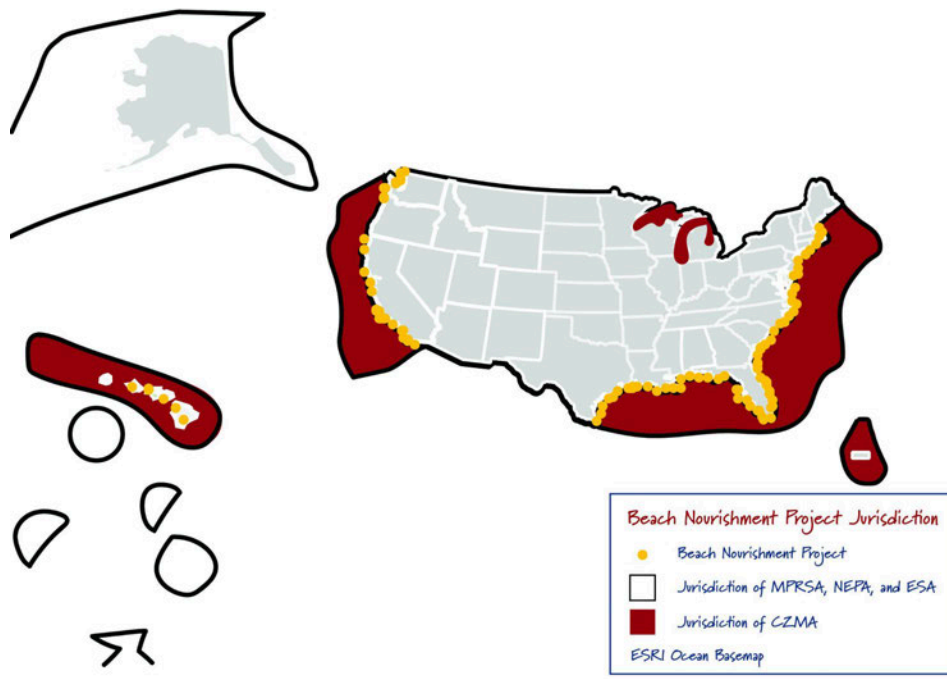 Beach Nourishment Project Jurisdiction
Beach Nourishment Project
Jurisdiction of MPRSA, NEPA, and ESA
Jurisdiction of CZMA
ESRI Ocean Basemap